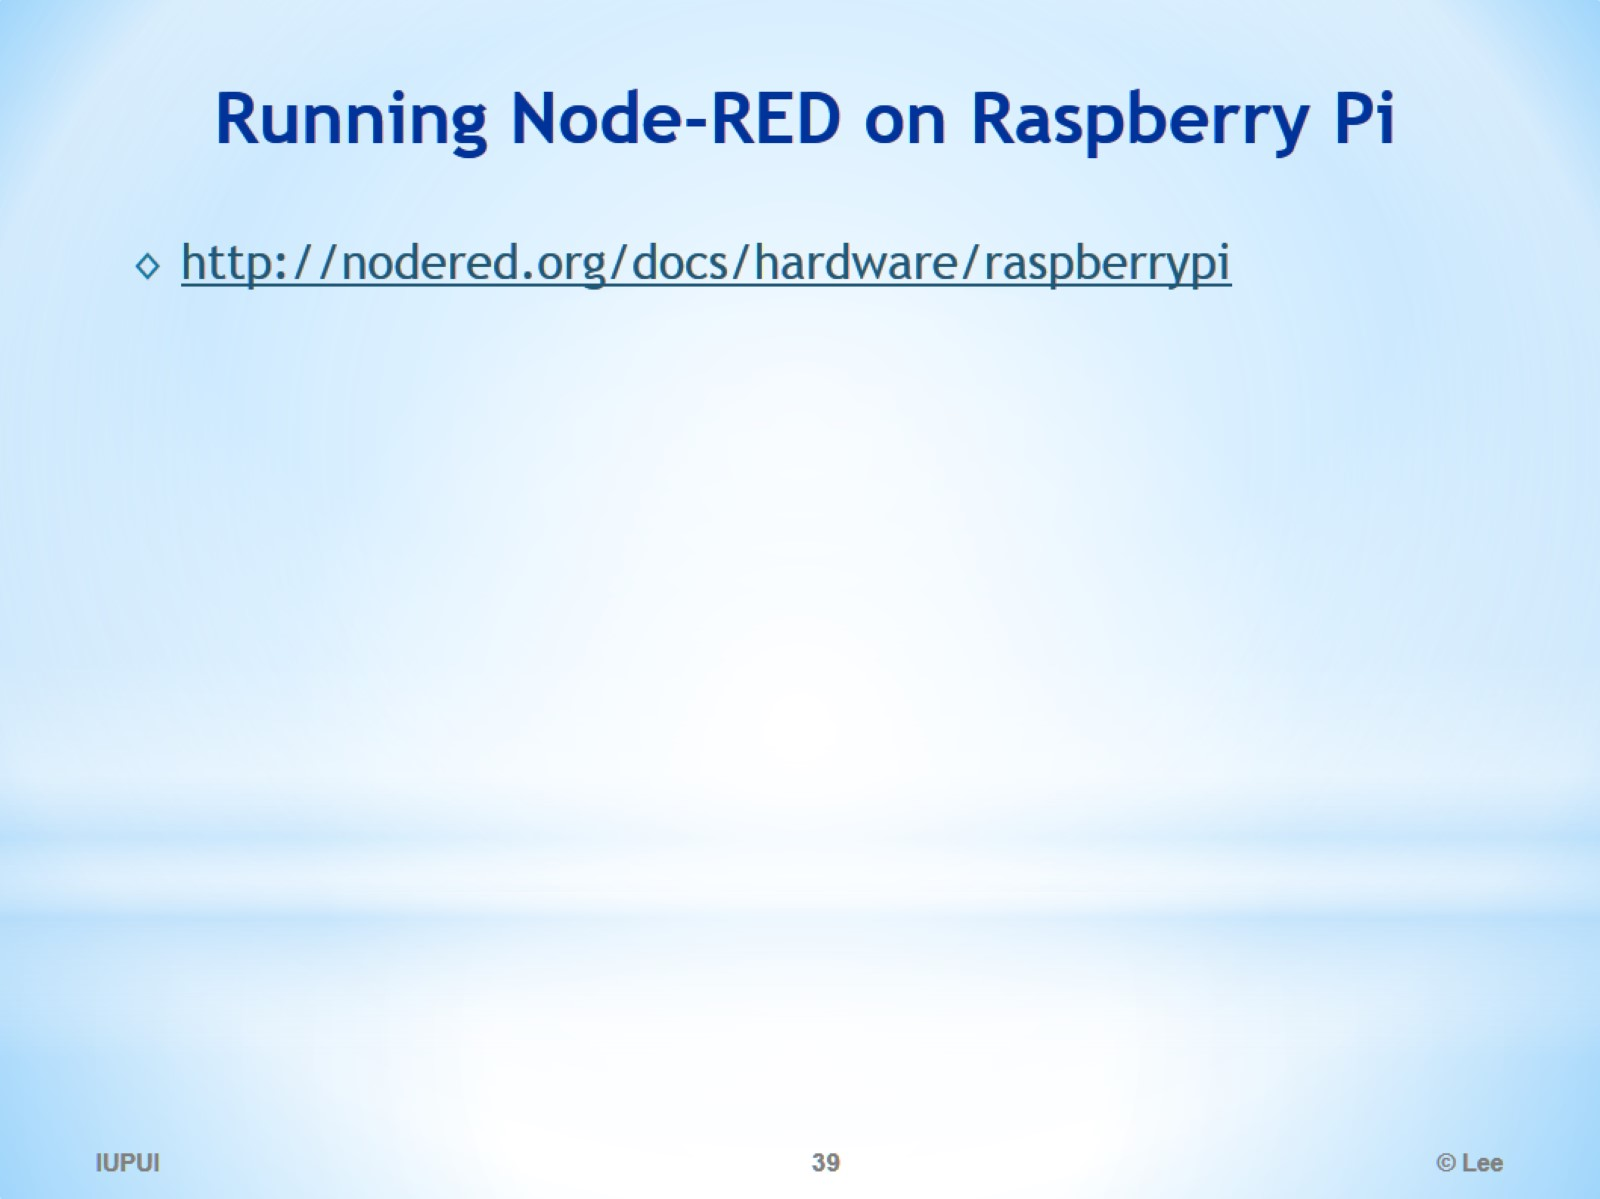 Running Node-RED on Raspberry Pi
◇ http://nodered.org/docs/hardware/raspberrypi
IUPUI
39
© Lee